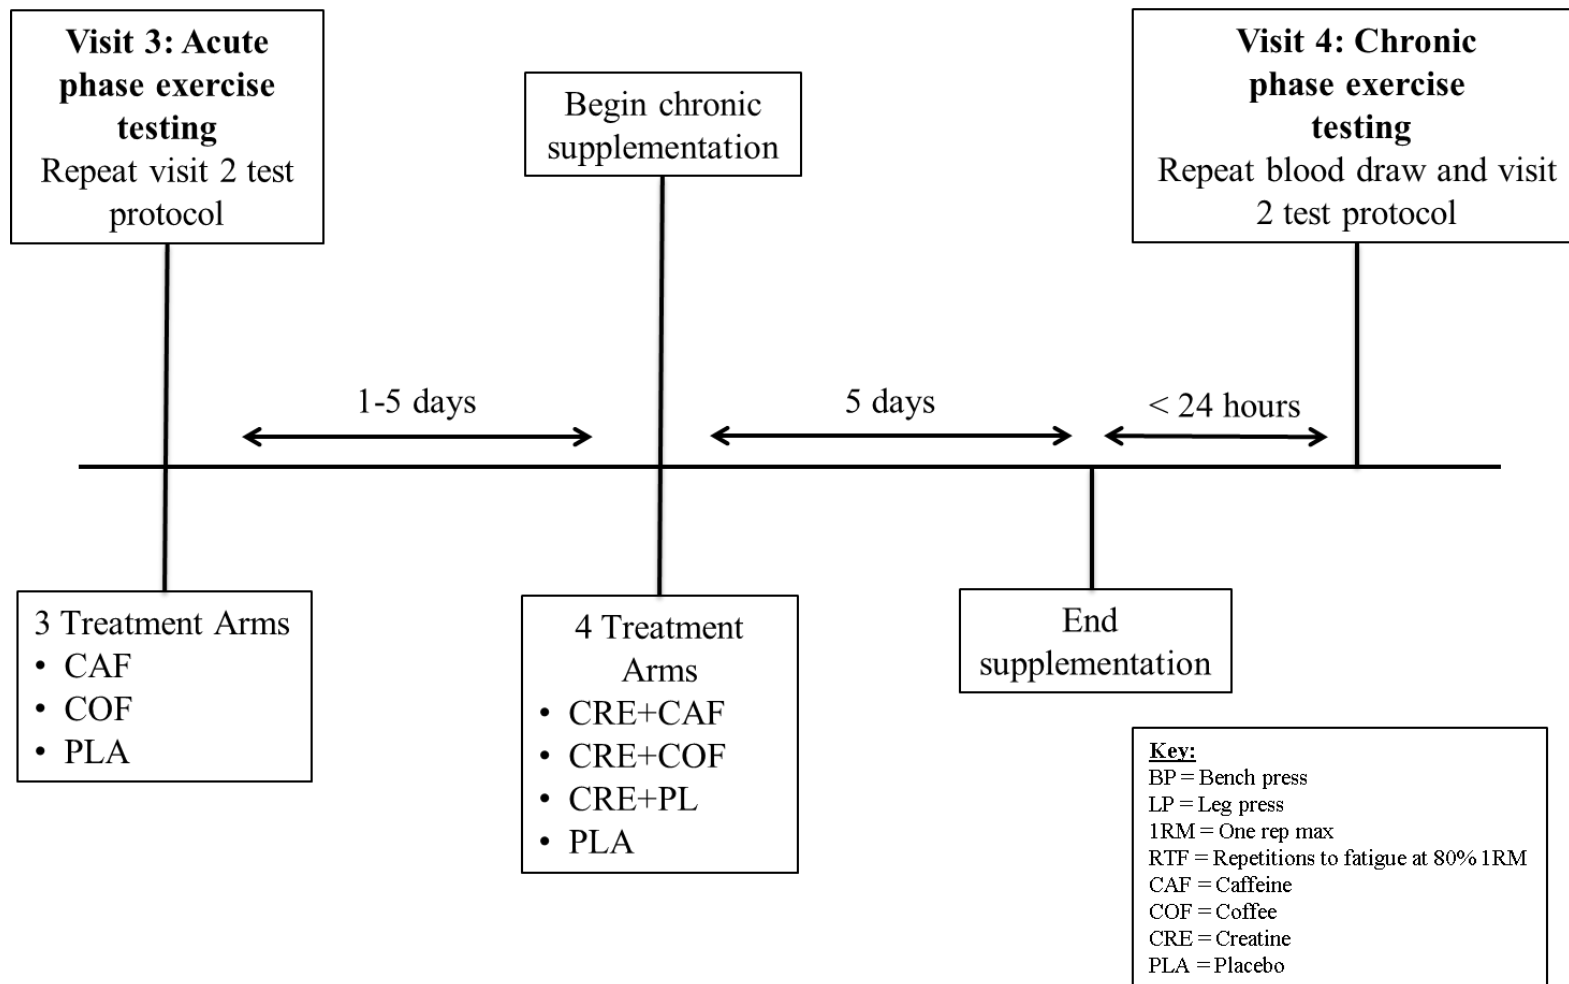 Visit 3: Acute
phase exercise
testing
Repeat visit 2 test
protocol
Begin chronic
supplementation
Visit 4: Chronic
phase exercise
testing
Repeat blood draw and visit
2 test protocol
1-5 days
5 days
< 24 hours
3 Treatment Arms
• CAF
• COF
• PLA
4 Treatment
Arms
• CRE+CAF
• CRE+COF
• CRE+PL
• PLA
End
supplementation
Key:
BP = Bench press
LP = Leg press
1RM = One rep max
RTF = Repetitions to fatigue at 80% 1RM
CAF = Caffeine
COF = Coffee
CRE = Creatine
PLA = Placebo